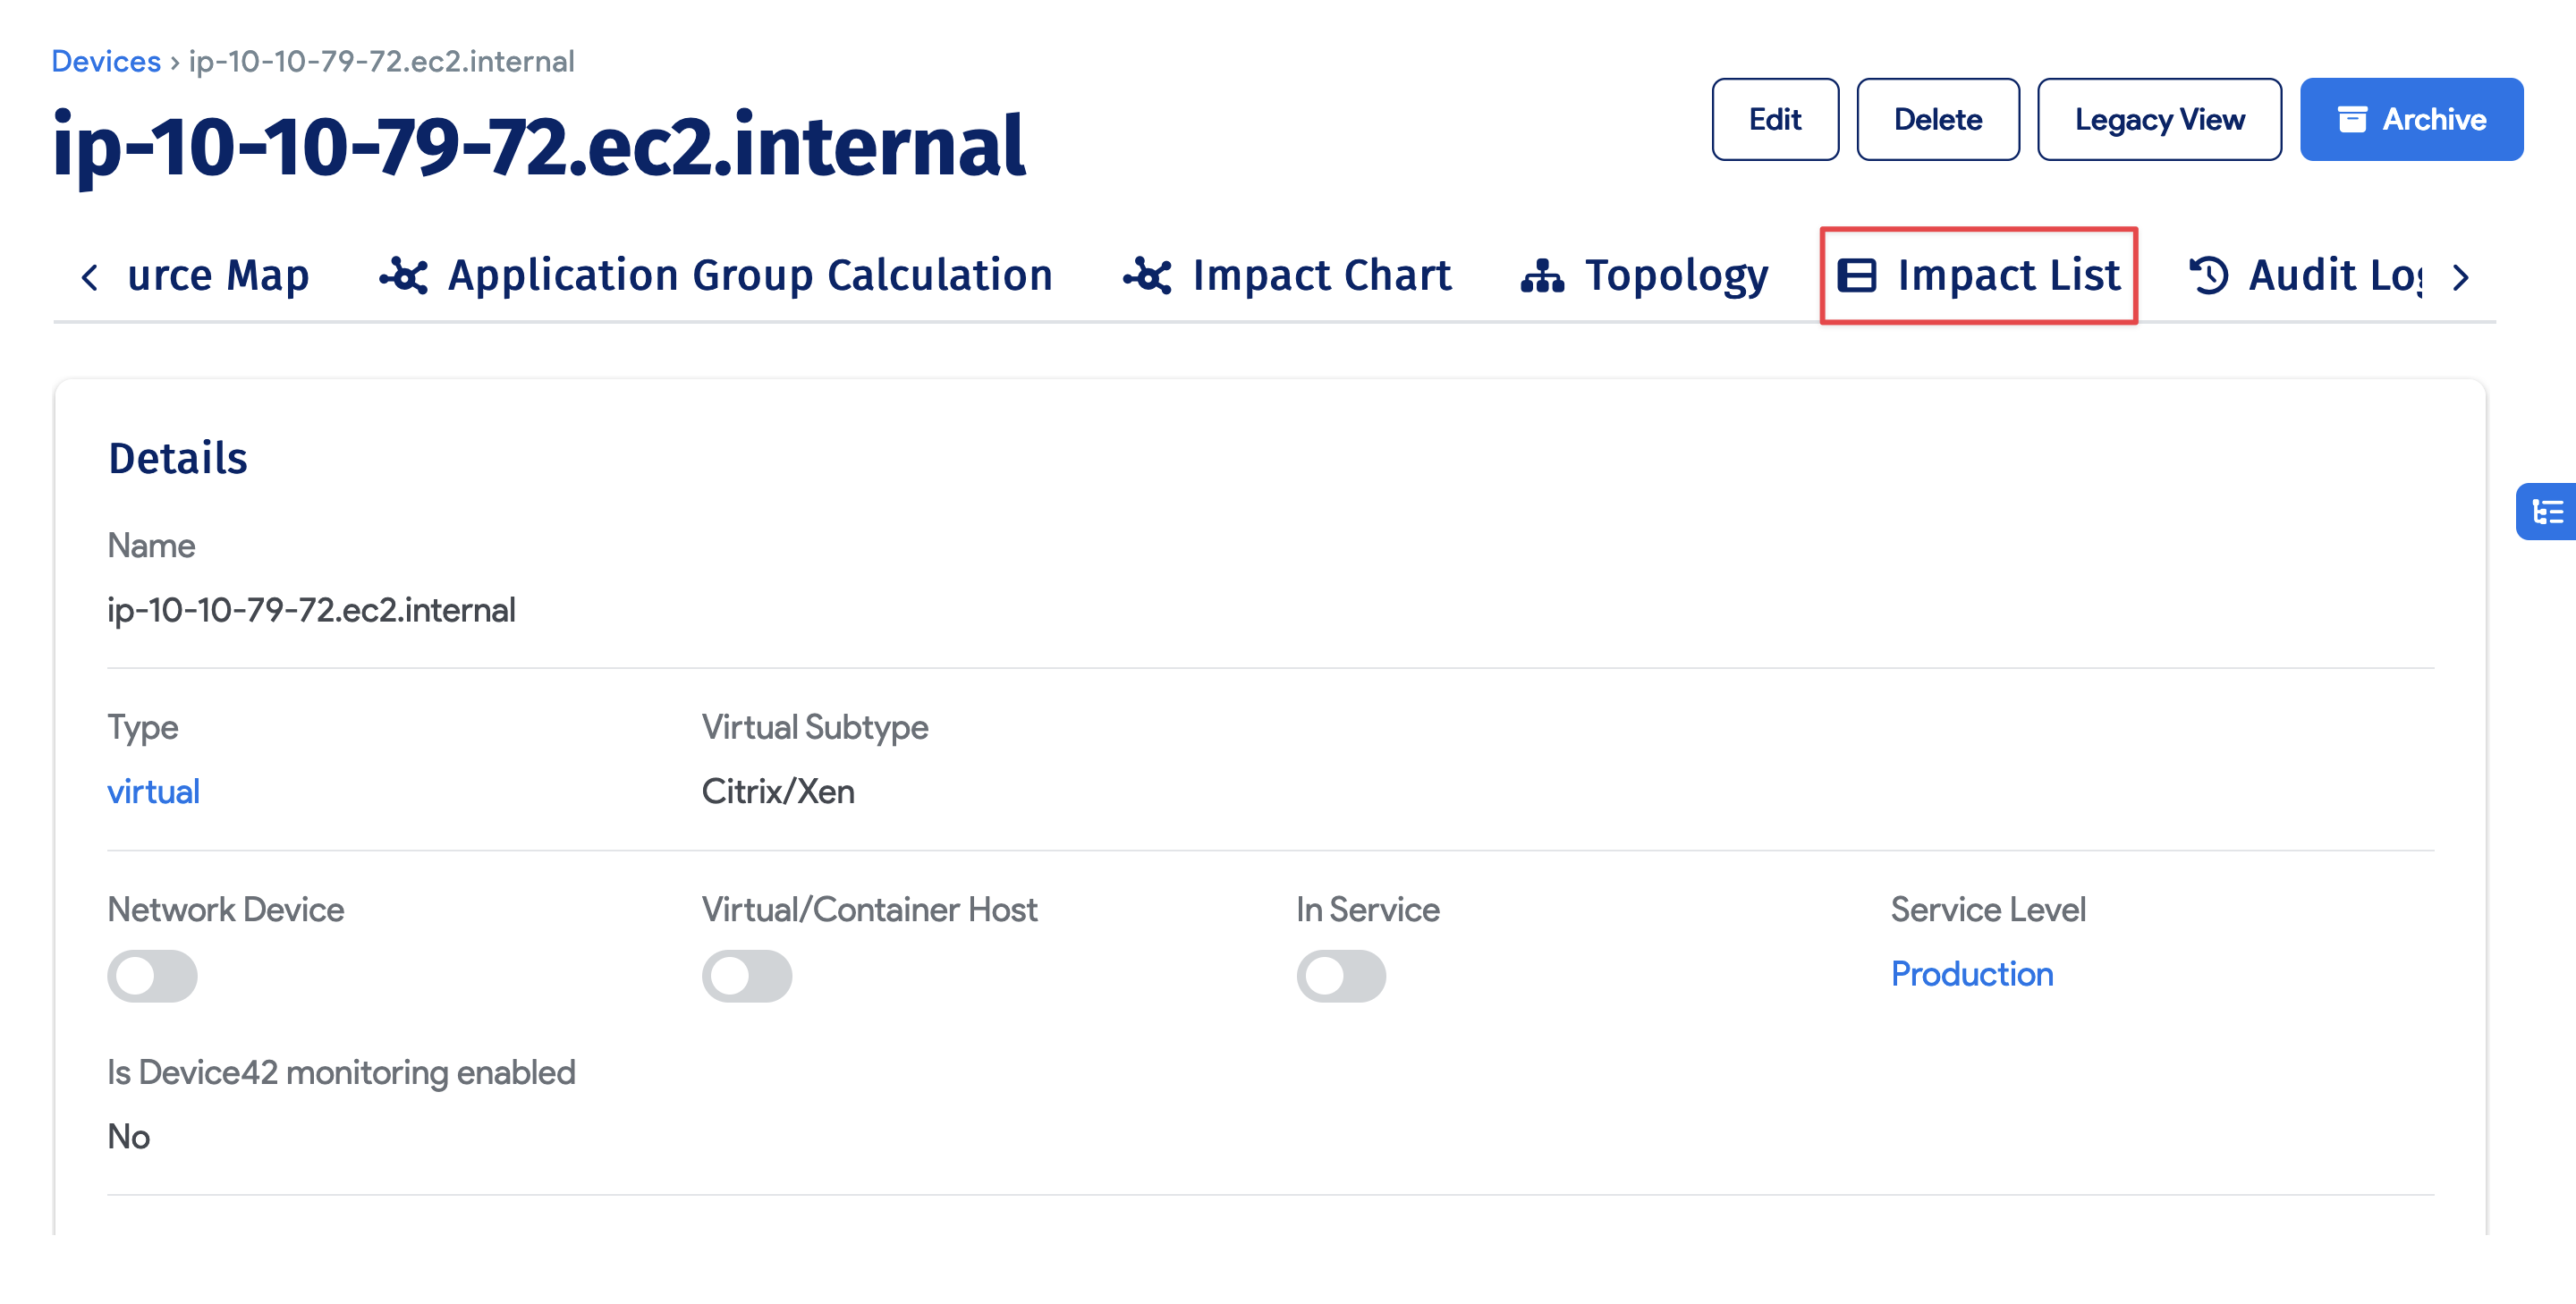 Devices › ip-10-10-79-72.ec2.internal
ip-10-10-79-72.ec2.internal
Edit Delete Legacy View Archive
urce Map Application Group Calculation Impact Chart Topology Impact List Audit Log
Details
Name
ip-10-10-79-72.ec2.internal
Type Virtual Subtype
virtual Citrix/Xen
Network Device Virtual/Container Host In Service Service Level
Production
Is Device42 monitoring enabled
No